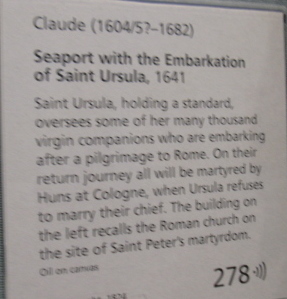 Claude (1604/5?–1682)
Seaport with the Embarkation
of Saint Ursula, 1641
Saint Ursula, holding a standard,
oversees some of her many thousand
virgin companions who are embarking
after a pilgrimage to Rome. On their
return journey all will be martyred by
Huns at Cologne, when Ursula refuses
to marry their chief. The building on
the left recalls the Roman church on
the site of Saint Peter's martyrdom.
Oil on canvas
278